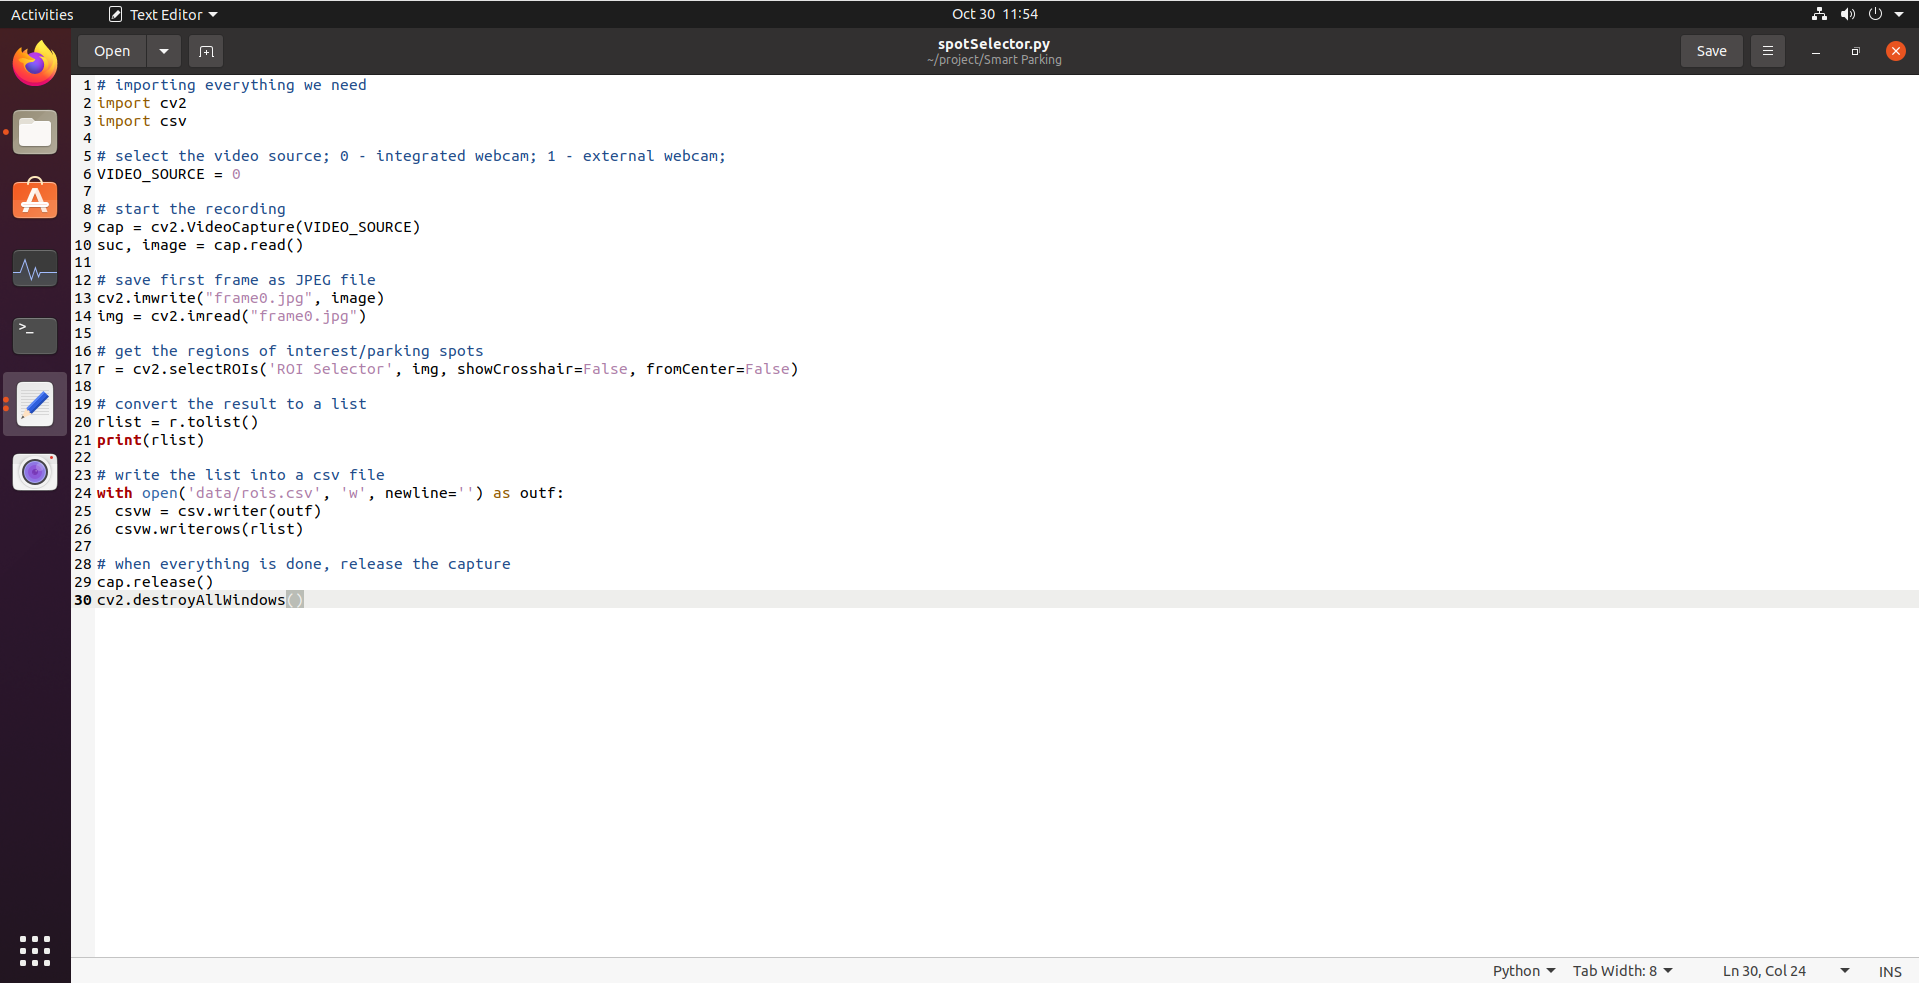 Activities Text Editor Oct 30 11:54
Open spotSelector.py Save
~/project/Smart Parking
1 # importing everything we need
2 import cv2
3 import csv
4
5 # select the video source; 0 - integrated webcam; 1 - external webcam;
6 VIDEO_SOURCE = 0
7
8 # start the recording
9 cap = cv2.VideoCapture(VIDEO_SOURCE)
10 suc, image = cap.read()
11
12 # save first frame as JPEG file
13 cv2.imwrite("frame0.jpg", image)
14 img = cv2.imread("frame0.jpg")
15
16 # get the regions of interest/parking spots
17 r = cv2.selectROIs('ROI Selector', img, showCrosshair=False, fromCenter=False)
18
19 # convert the result to a list
20 rlist = r.tolist()
21 print(rlist)
22
23 # write the list into a csv file
24 with open('data/rois.csv', 'w', newline='') as outf:
25   csvw = csv.writer(outf)
26   csvw.writerows(rlist)
27
28 # when everything is done, release the capture
29 cap.release()
30 cv2.destroyAllWindows()
Python Tab Width: 8 Ln 30, Col 24 INS